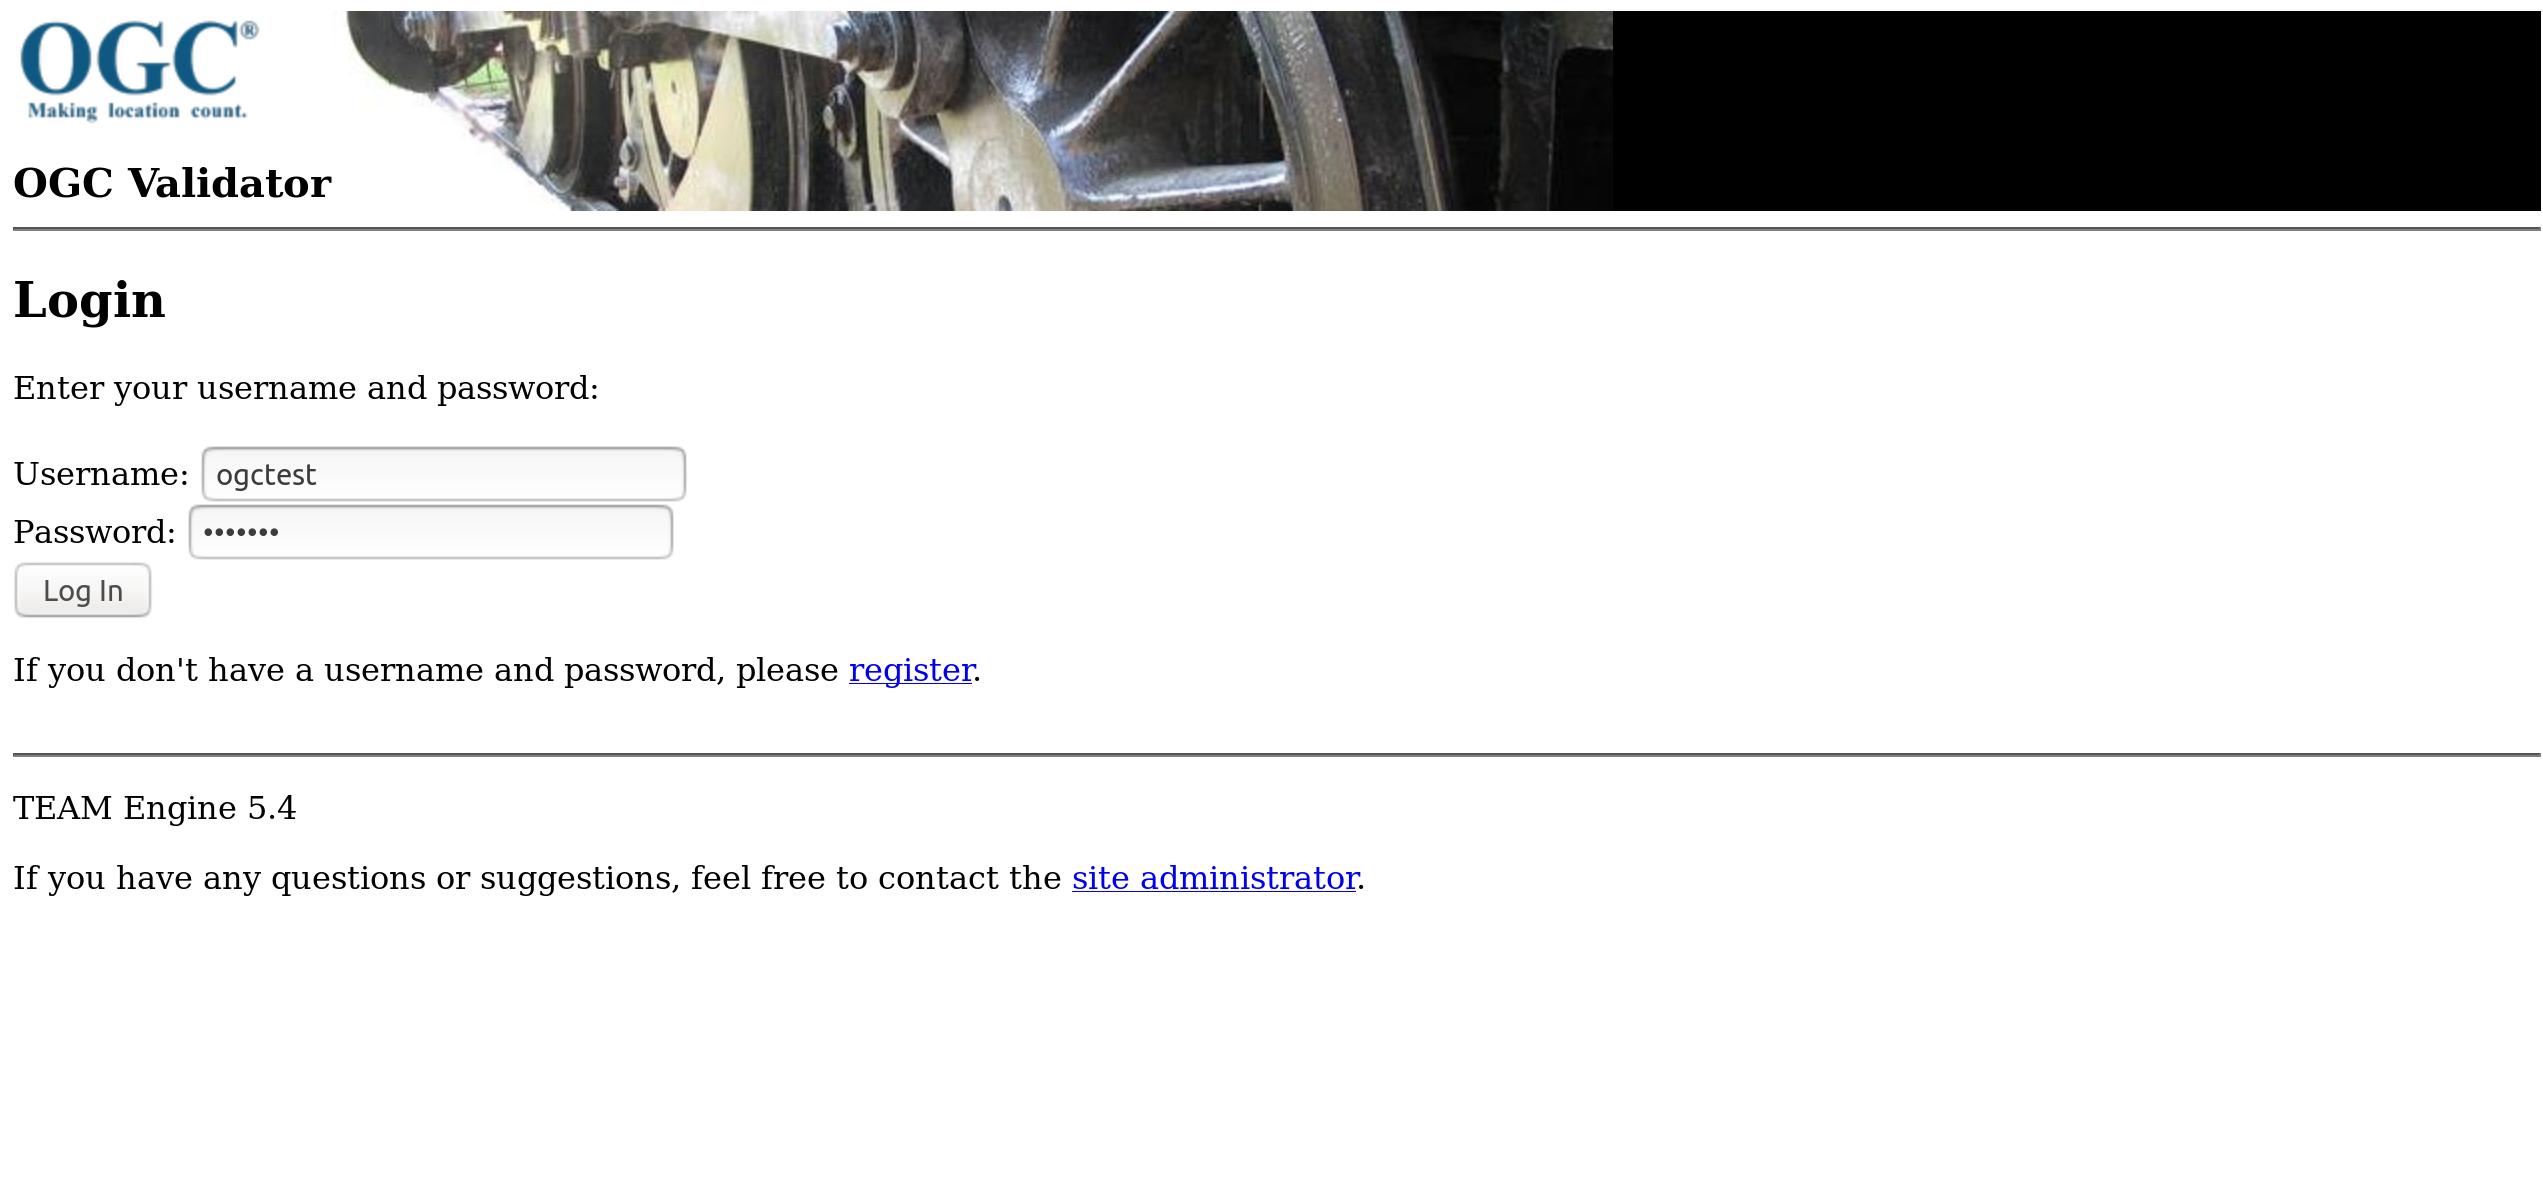 OGC®
Making location count.
OGC Validator
Login
Enter your username and password:
Username: ogctest
Password: •••••••
Log In
If you don't have a username and password, please register.
TEAM Engine 5.4
If you have any questions or suggestions, feel free to contact the site administrator.